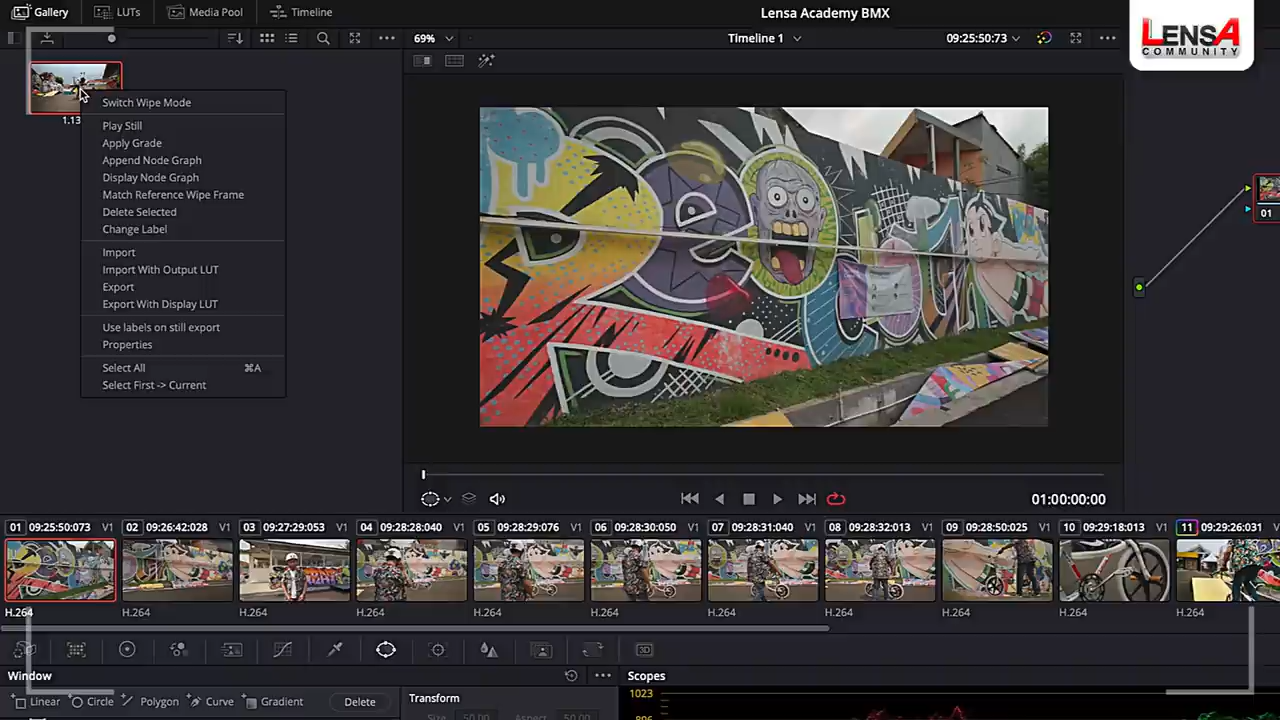 Gallery LUTs Media Pool Timeline
Lensa Academy BMX
LENSA
COMMUNITY
69% Timeline 1 09:25:50:73
1.13
Switch Wipe Mode
Play Still
Apply Grade
Append Node Graph
Display Node Graph
Match Reference Wipe Frame
Delete Selected
Change Label
Import
Import With Output LUT
Export
Export With Display LUT
Use labels on still export
Properties
Select All ⌘A
Select First -> Current
01
01:00:00:00
01 09:25:50:073 V1 02 09:26:42:028 V1 03 09:27:29:053 V1 04 09:28:28:040 V1 05 09:28:29:076 V1 06 09:28:30:050 V1 07 09:28:31:040 V1 08 09:28:32:013 V1 09 09:28:50:025 V1 10 09:29:18:013 V1 11 09:29:26:031
H.264 H.264 H.264 H.264 H.264 H.264 H.264 H.264 H.264 H.264 H.264
3D
Window Scopes
Linear Circle Polygon Curve Gradient Delete Transform
1023
Size 50.00 Aspect 50.00
896